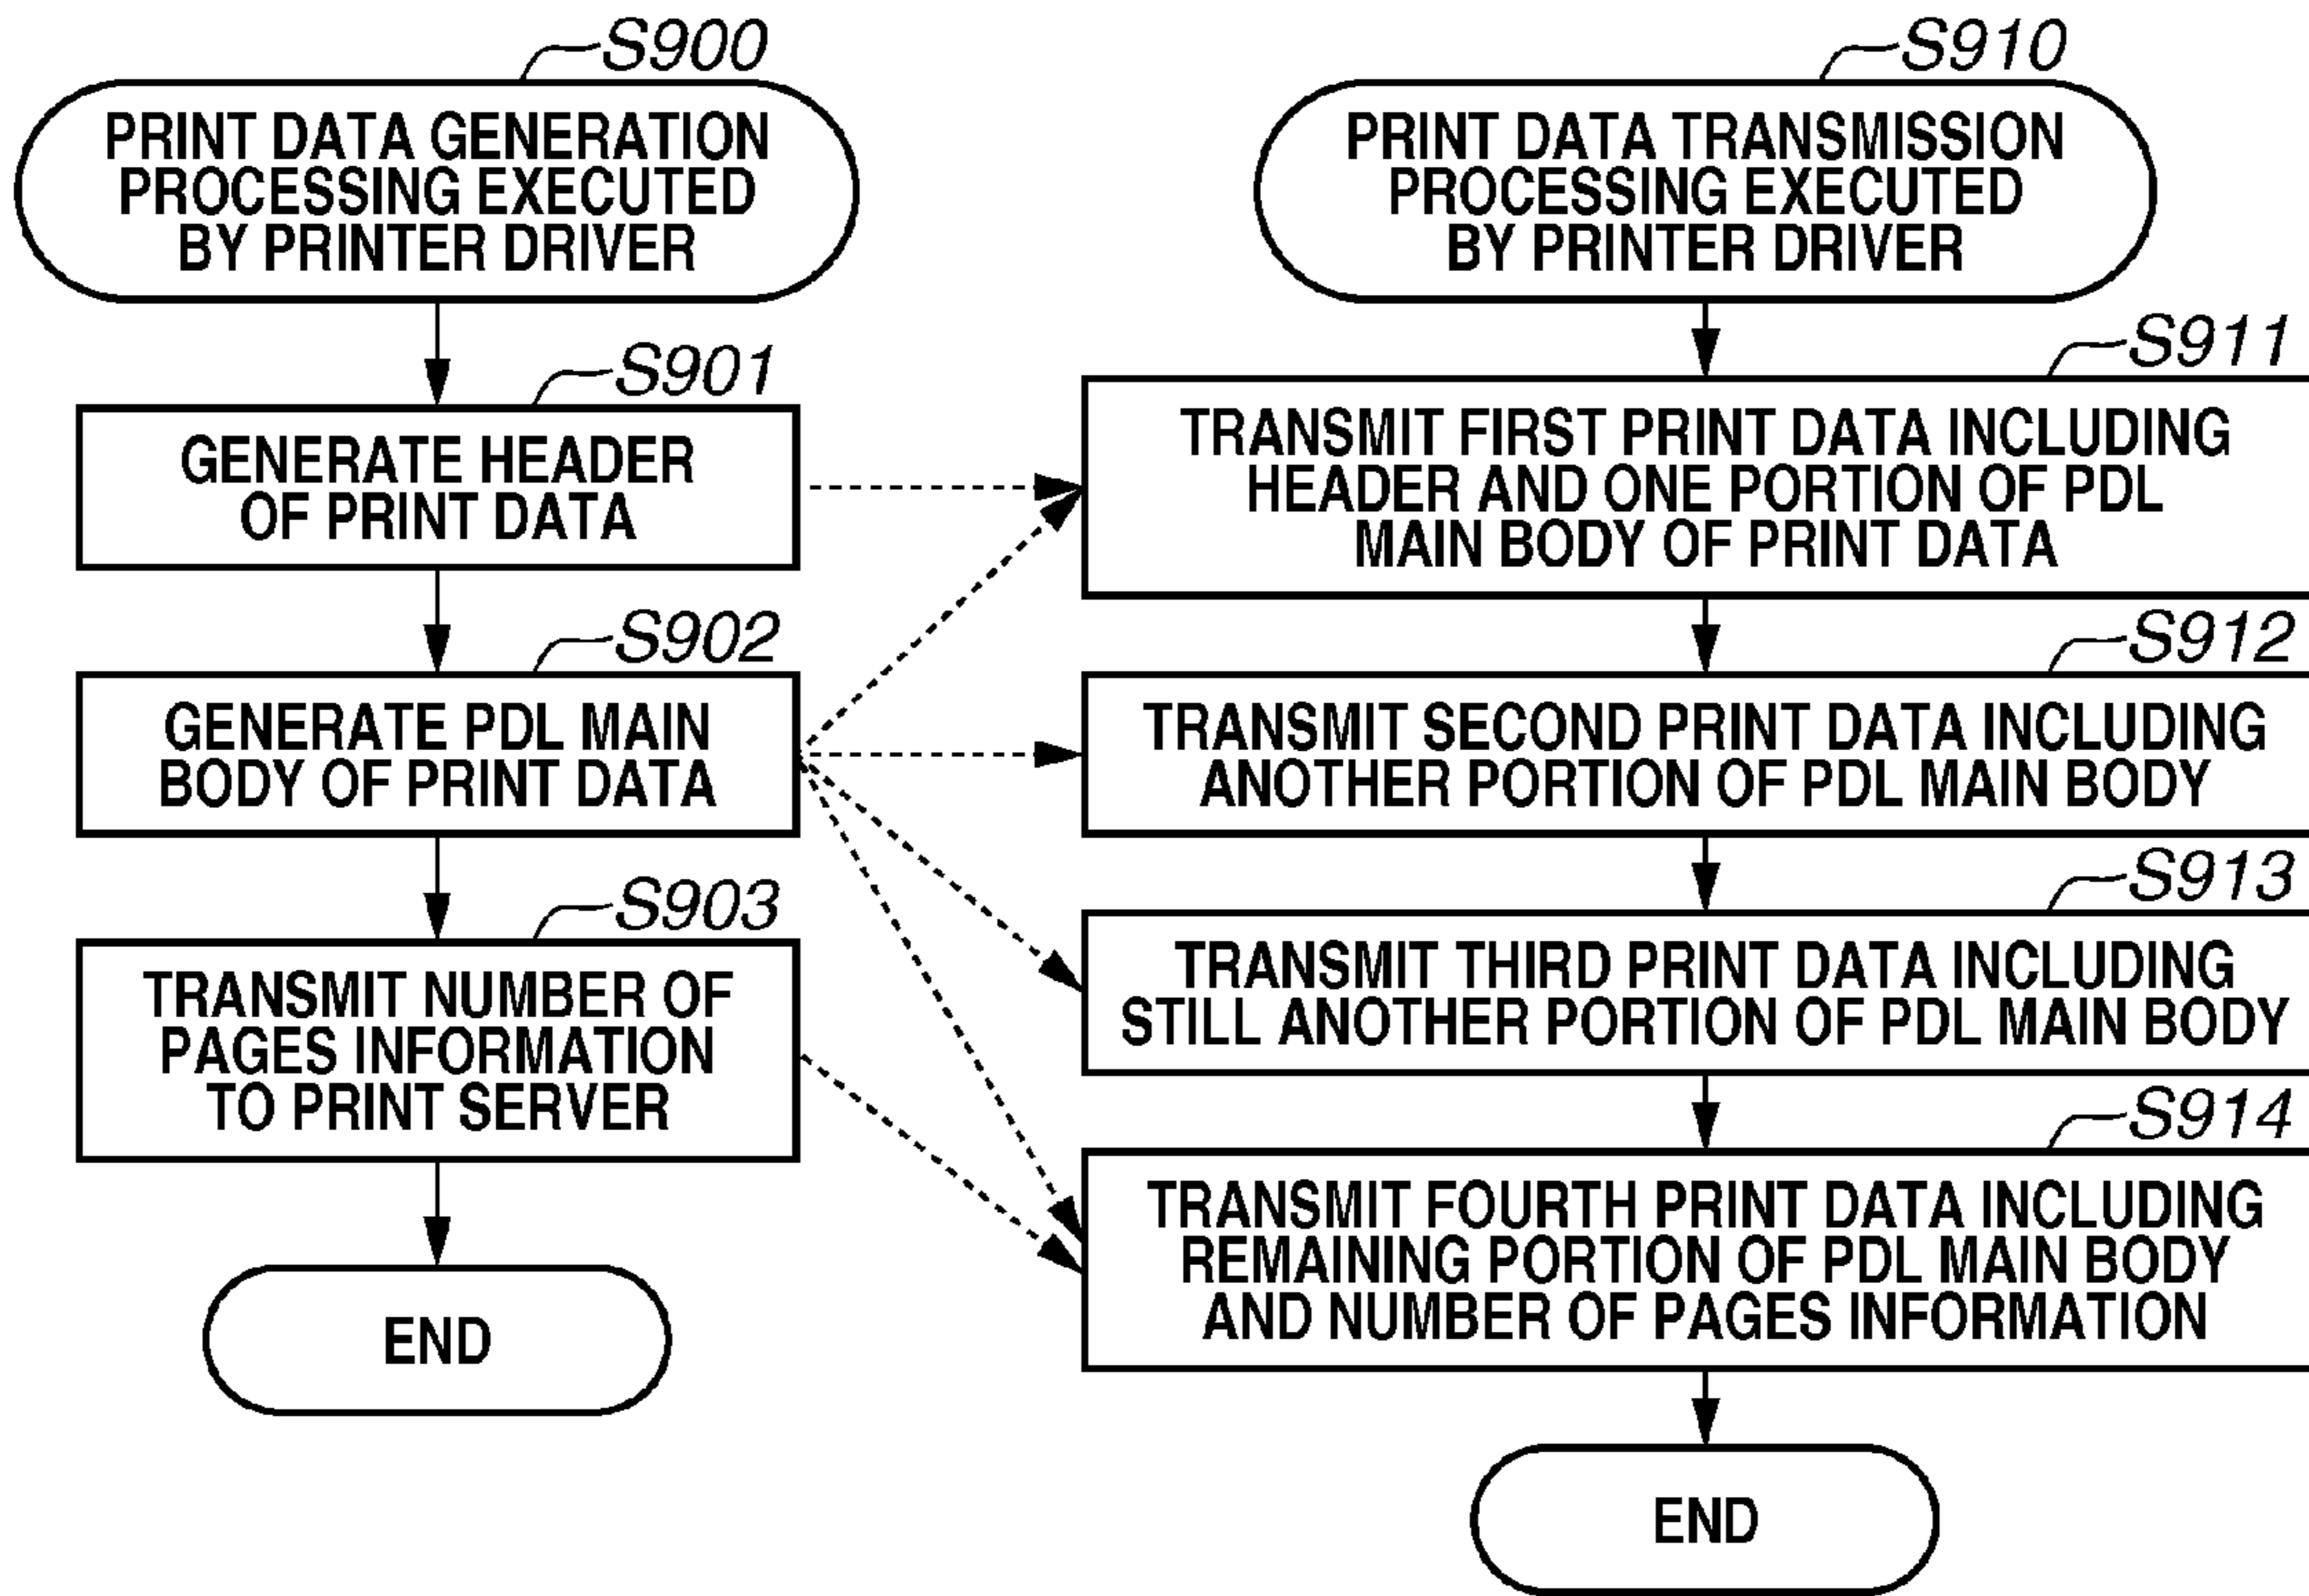 S900
PRINT DATA GENERATION
PROCESSING EXECUTED
BY PRINTER DRIVER
S901
GENERATE HEADER
OF PRINT DATA
S902
GENERATE PDL MAIN
BODY OF PRINT DATA
S903
TRANSMIT NUMBER OF
PAGES INFORMATION
TO PRINT SERVER
END
S910
PRINT DATA TRANSMISSION
PROCESSING EXECUTED
BY PRINTER DRIVER
S911
TRANSMIT FIRST PRINT DATA INCLUDING
HEADER AND ONE PORTION OF PDL
MAIN BODY OF PRINT DATA
S912
TRANSMIT SECOND PRINT DATA INCLUDING
ANOTHER PORTION OF PDL MAIN BODY
S913
TRANSMIT THIRD PRINT DATA INCLUDING
STILL ANOTHER PORTION OF PDL MAIN BODY
S914
TRANSMIT FOURTH PRINT DATA INCLUDING
REMAINING PORTION OF PDL MAIN BODY
AND NUMBER OF PAGES INFORMATION
END